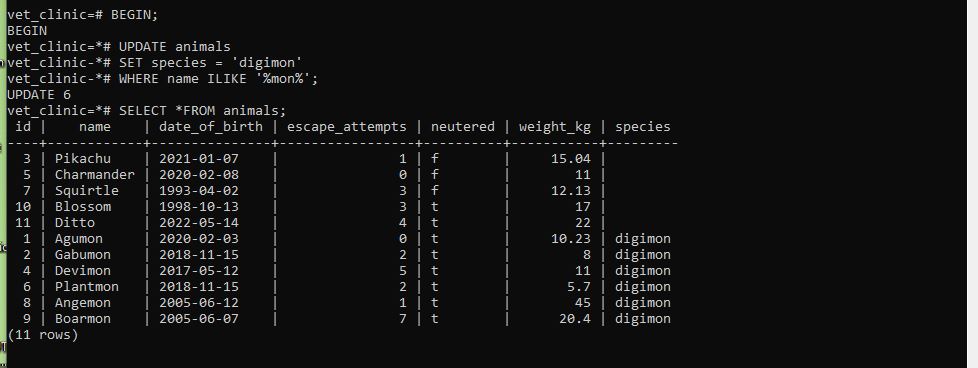 vet_clinic=# BEGIN;
BEGIN
vet_clinic=*# UPDATE animals
vet_clinic-*# SET species = 'digimon'
vet_clinic-*# WHERE name ILIKE '%mon%';
UPDATE 6
vet_clinic=*# SELECT *FROM animals;
 id |    name    | date_of_birth | escape_attempts | neutered | weight_kg | species
----+------------+---------------+-----------------+----------+-----------+---------
  3 | Pikachu    | 2021-01-07    |               1 | f        |     15.04 |
  5 | Charmander | 2020-02-08    |               0 | f        |        11 |
  7 | Squirtle   | 1993-04-02    |               3 | f        |     12.13 |
 10 | Blossom    | 1998-10-13    |               3 | t        |        17 |
 11 | Ditto      | 2022-05-14    |               4 | t        |        22 |
  1 | Agumon     | 2020-02-03    |               0 | t        |     10.23 | digimon
  2 | Gabumon    | 2018-11-15    |               2 | t        |         8 | digimon
  4 | Devimon    | 2017-05-12    |               5 | t        |        11 | digimon
  6 | Plantmon   | 2018-11-15    |               2 | t        |       5.7 | digimon
  8 | Angemon    | 2005-06-12    |               1 | t        |        45 | digimon
  9 | Boarmon    | 2005-06-07    |               7 | t        |      20.4 | digimon
(11 rows)